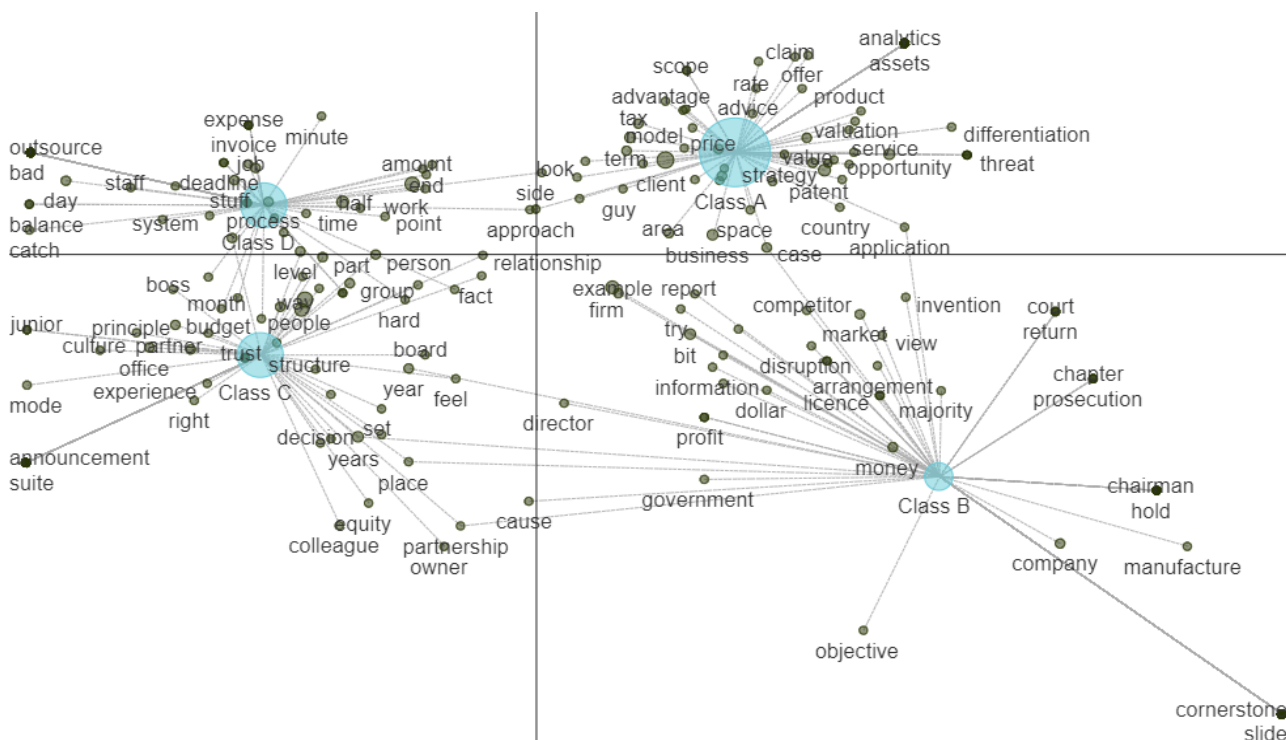 analytics
assets
claim
offer
scope
rate
advantage
advice
product
tax
model
price
valuation
differentiation
service
threat
term
value
opportunity
strategy
patent
client
Class A
guy
area
space
business
country
case
application
look
side
approach
expense
invoice
job
minute
outsource
bad
staff
deadline
day
stuff
amount
end
half
work
balance
system
process
time
point
catch
Class D
level
part
person
relationship
boss
month
way
group
fact
hard
junior
principle
budget
people
culture
partner
trust
structure
board
office
mode
experience
Class C
year
feel
right
decision
set
announcement
suite
years
place
equity
colleague
partnership
owner
cause
director
example
firm
report
competitor
invention
court
return
try
market
view
bit
disruption
chapter
prosecution
information
arrangement
dollar
licence
majority
profit
money
government
Class B
chairman
hold
company
manufacture
objective
cornerstone
slide